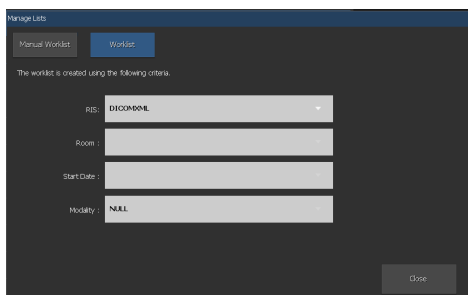 Manage Lists
Manual Worklist
Worklist
The worklist is created using the following criteria.
RIS: DICOMXML
Room :
Start Date :
Modality : NULL
Close